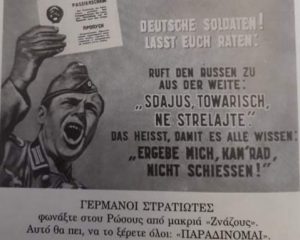 PASSIERSCHEIN
ПРОПУСК
DEUTSCHE SOLDATEN!
LASST EUCH RATEN:
RUFT DEN RUSSEN ZU
AUS DER WEITE:
„SDAJUS, TOWARISCH,
NE STRELAJTE“
DAS HEISST, DAMIT ES ALLE WISSEN:
„ERGEBE MICH, KAM'RAD,
NICHT SCHIESSEN!“
ΓΕΡΜΑΝΟΙ ΣΤΡΑΤΙΩΤΕΣ
φωνάξτε στου Ρώσους από μακριά «Ζνάζους».
Αυτό θα πει, να το ξέρετε όλοι: «ΠΑΡΑΔΙΝΟΜΑΙ».